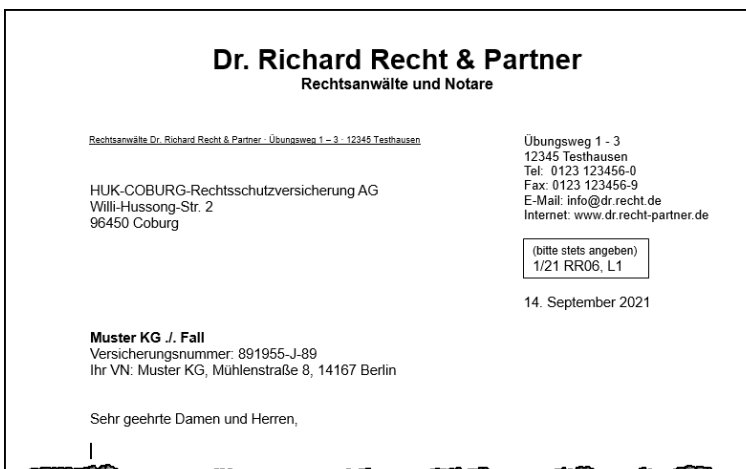 Dr. Richard Recht & Partner
Rechtsanwälte und Notare
Rechtsanwälte Dr. Richard Recht & Partner · Übungsweg 1 – 3 · 12345 Testhausen
HUK-COBURG-Rechtsschutzversicherung AG
Willi-Hussong-Str. 2
96450 Coburg
Übungsweg 1 - 3
12345 Testhausen
Tel: 0123 123456-0
Fax: 0123 123456-9
E-Mail: info@dr.recht.de
Internet: www.dr.recht-partner.de
(bitte stets angeben)
1/21 RR06, L1
14. September 2021
Muster KG ./. Fall
Versicherungsnummer: 891955-J-89
Ihr VN: Muster KG, Mühlenstraße 8, 14167 Berlin
Sehr geehrte Damen und Herren,